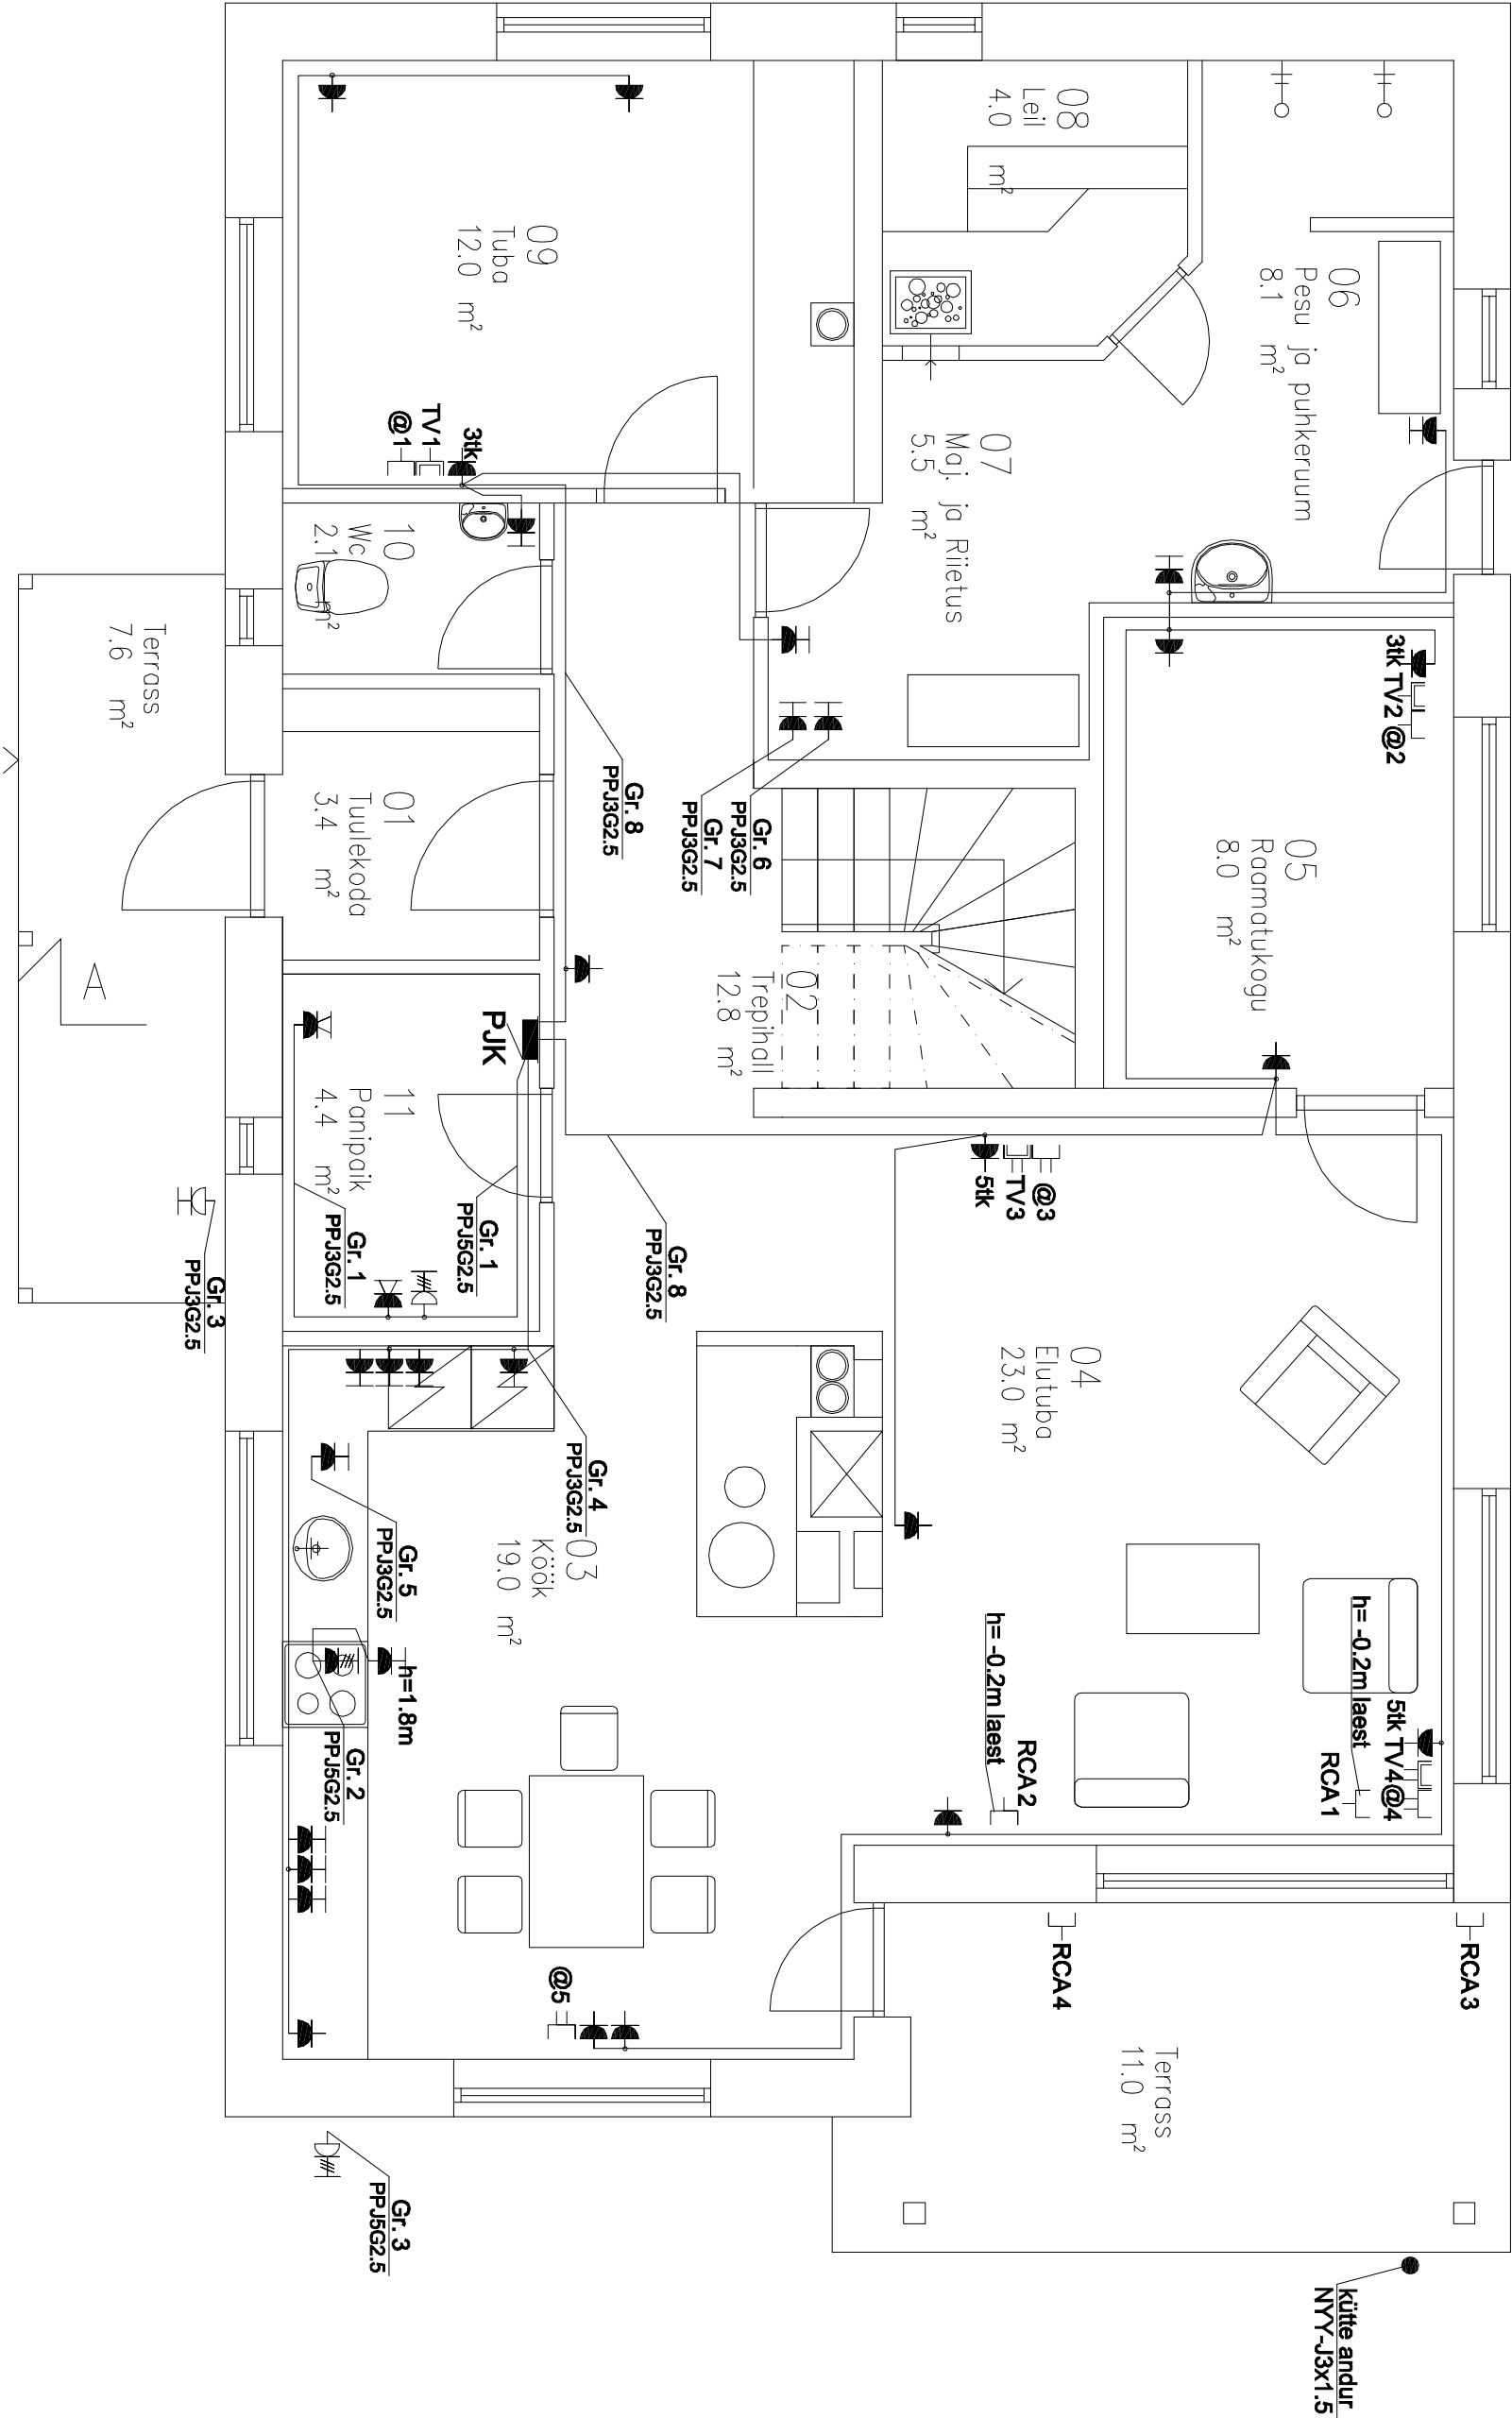 08
Leil
4.0 m²
06
Pesu ja puhkeruum
8.1 m²
09
Tuba
12.0 m²
07
Maj. ja Riietus
5.5 m²
3tk
TV1
@1
10
Wc
2.1 m²
3tk TV2 @2
05
Raamatukogu
8.0 m²
Terrass
7.6 m²
01
Tuulekoda
3.4 m²
Gr. 8
PPJ3G2.5
Gr. 6
PPJ3G2.5
Gr. 7
PPJ3G2.5
02
Trepihall
12.8 m²
A
PJK
11
Panipaik
4.4 m²
Gr. 1
PPJ5G2.5
Gr. 1
PPJ3G2.5
Gr. 3
PPJ3G2.5
Gr. 8
PPJ3G2.5
@3
TV3
5tk
04
Elutuba
23.0 m²
Gr. 4
PPJ3G2.5
03
Köök
19.0 m²
Gr. 5
PPJ3G2.5
h=1.8m
Gr. 2
PPJ5G2.5
h= -0.2m laest
RCA2
h= -0.2m laest
RCA1
5tk TV4@4
RCA3
RCA4
@5
Terrass
11.0 m²
Gr. 3
PPJ5G2.5
kütte andur
NYY-J3x1.5